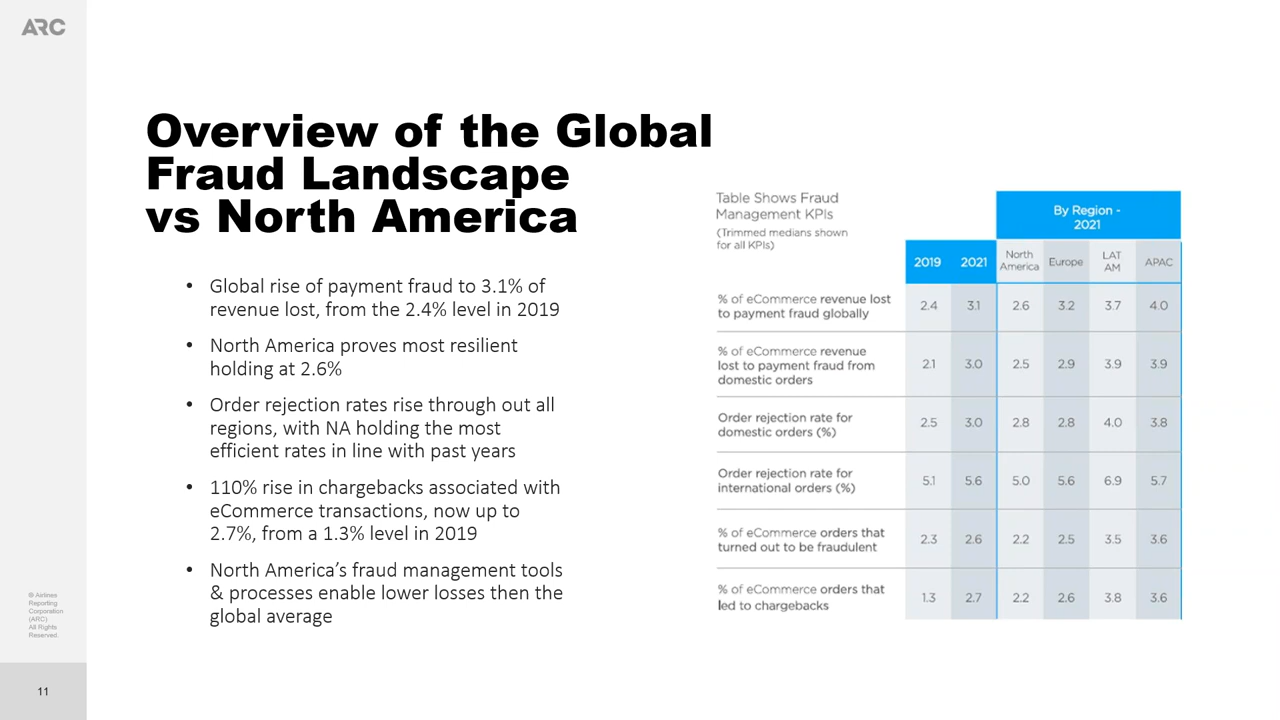 ARC
Overview of the Global
Fraud Landscape
vs North America
• Global rise of payment fraud to 3.1% of
revenue lost, from the 2.4% level in 2019
• North America proves most resilient
holding at 2.6%
• Order rejection rates rise through out all
regions, with NA holding the most
efficient rates in line with past years
• 110% rise in chargebacks associated with
eCommerce transactions, now up to
2.7%, from a 1.3% level in 2019
• North America's fraud management tools
& processes enable lower losses then the
global average
Table Shows Fraud
Management KPIs
(Trimmed medians shown
for all KPIs)
By Region -
2021
2019 2021 North America Europe LAT AM APAC
% of eCommerce revenue lost
to payment fraud globally
2.4 3.1 2.6 3.2 3.7 4.0
% of eCommerce revenue
lost to payment fraud from
domestic orders
2.1 3.0 2.5 2.9 3.9 3.9
Order rejection rate for
domestic orders (%)
2.5 3.0 2.8 2.8 4.0 3.8
Order rejection rate for
international orders (%)
5.1 5.6 5.0 5.6 6.9 5.7
% of eCommerce orders that
turned out to be fraudulent
2.3 2.6 2.2 2.5 3.5 3.6
% of eCommerce orders that
led to chargebacks
1.3 2.7 2.2 2.6 3.8 3.6
© Airlines
Reporting
Corporation
(ARC)
All Rights
Reserved.
11